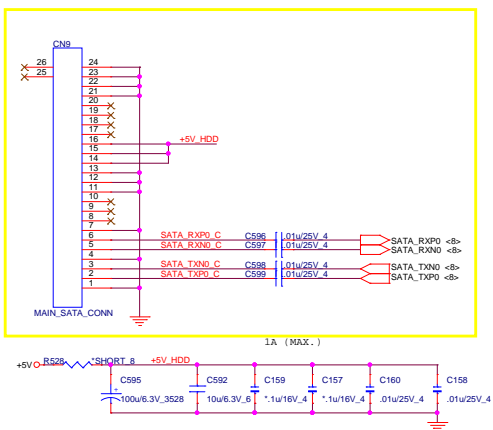 CN9
26
25
24
23
22
21
20
19
18
17
16 +5V_HDD
15
14
13
12
11
10
9
8
7
6 SATA_RXP0_C C596 .01u/25V_4 SATA_RXP0 <8>
5 SATA_RXN0_C C597 .01u/25V_4 SATA_RXN0 <8>
4
3 SATA_TXN0_C C598 .01u/25V_4 SATA_TXN0 <8>
2 SATA_TXP0_C C599 .01u/25V_4 SATA_TXP0 <8>
1
MAIN_SATA_CONN
1A (MAX.)
+5V R528 *SHORT_8 +5V_HDD
C595 C592 C159 C157 C160 C158
+
100u/6.3V_3528 10u/6.3V_6 *.1u/16V_4 *.1u/16V_4 .01u/25V_4 .01u/25V_4